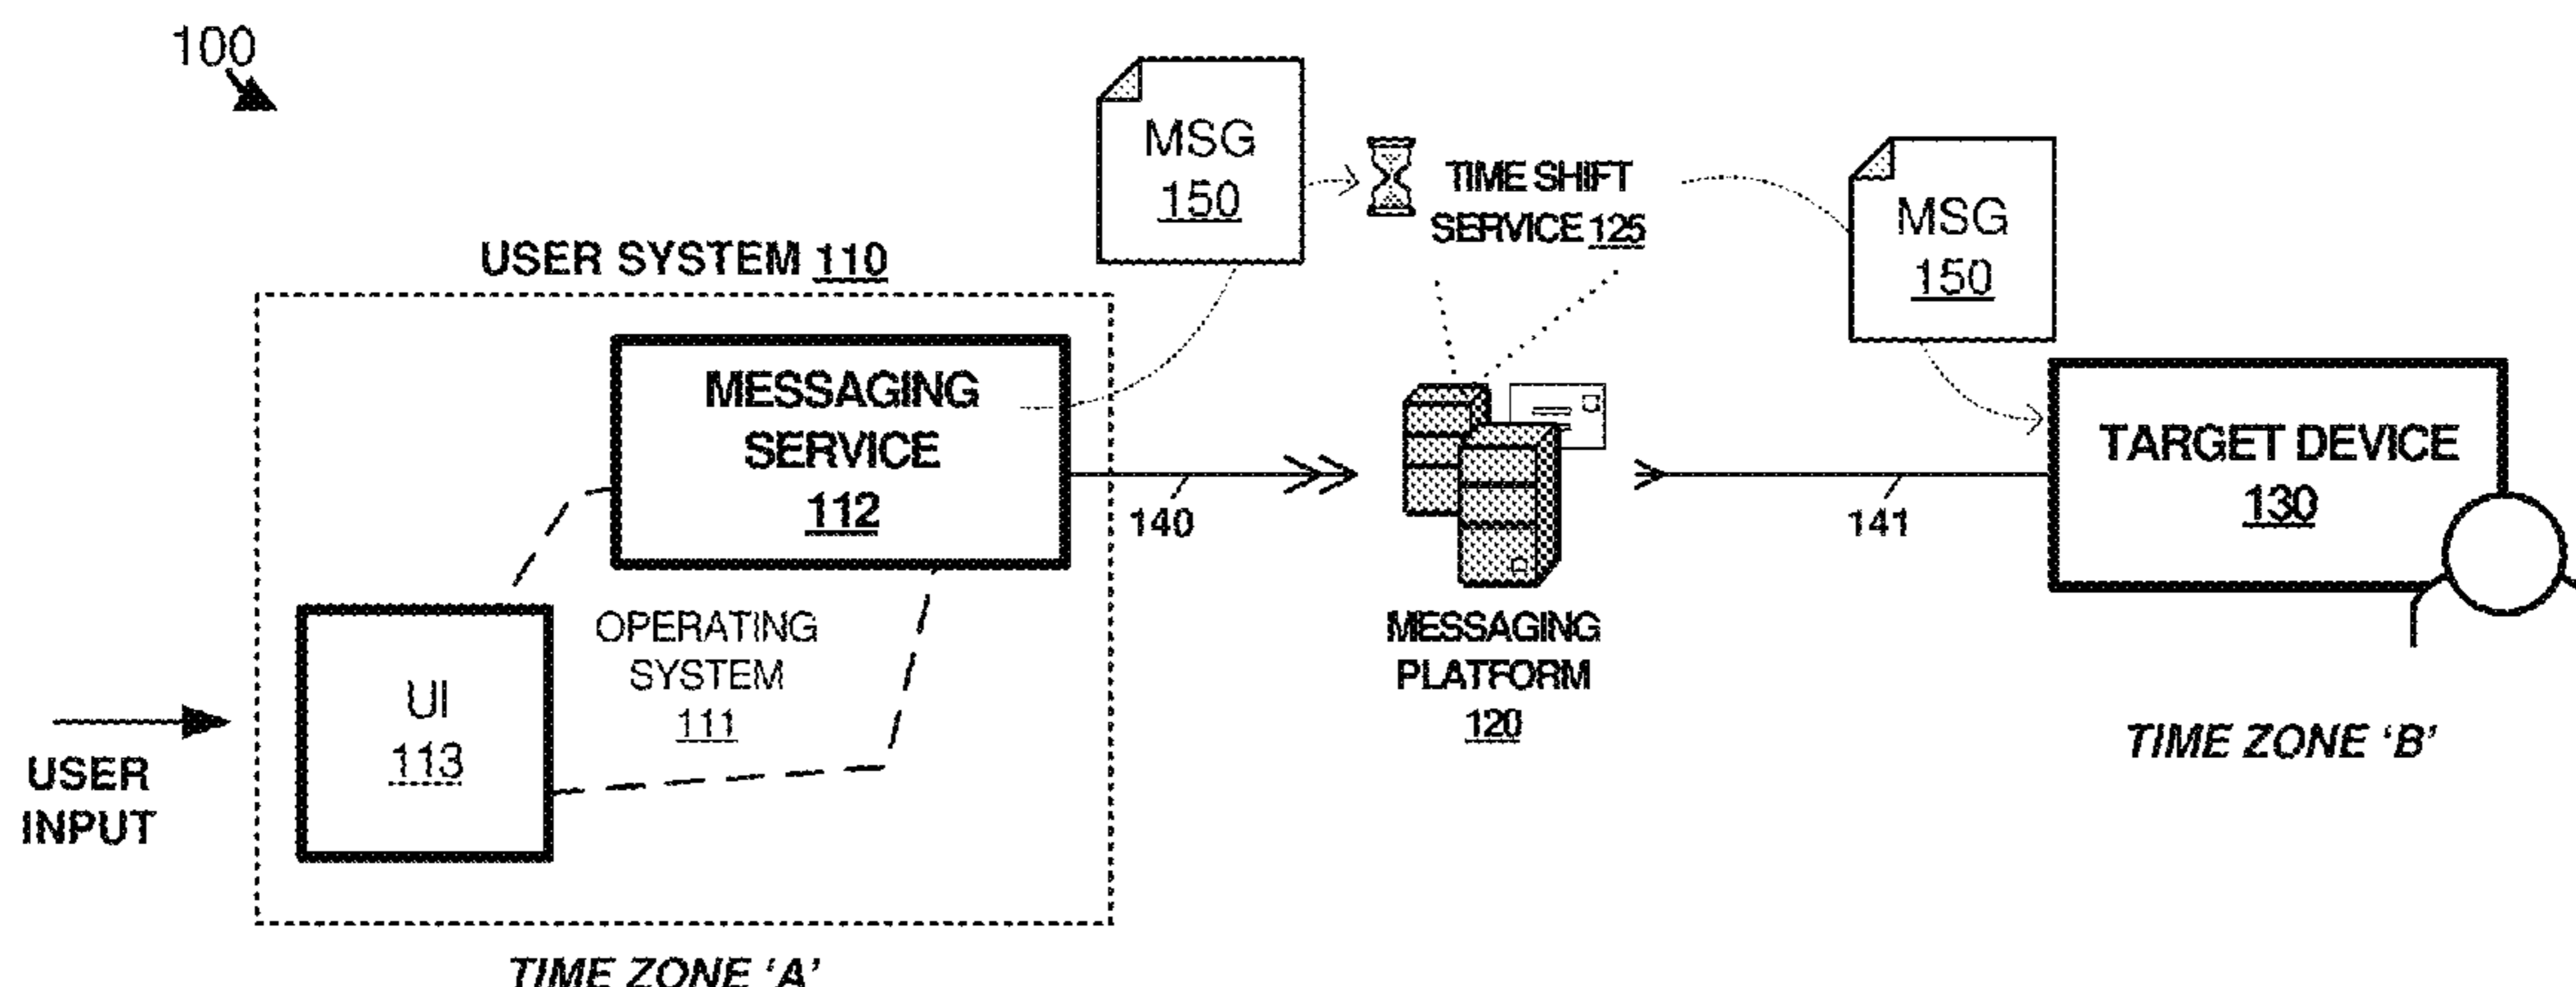 100
MSG
150
TIME SHIFT
SERVICE 125
MSG
150
USER SYSTEM 110
MESSAGING
SERVICE
112
140
141
TARGET DEVICE
130
OPERATING
SYSTEM
111
UI
113
USER
INPUT
MESSAGING
PLATFORM
120
TIME ZONE 'B'
TIME ZONE 'A'